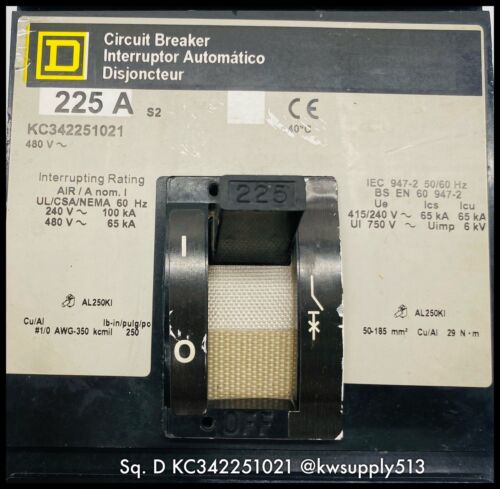 D
Circuit Breaker
Interruptor Automático
Disjoncteur
225 A S2
CE
40°C
KC342251021
480 V ~
Interrupting Rating
AIR / A nom. I
UL/CSA/NEMA 60 Hz
240 V ~ 100 kA
480 V ~ 65 kA
AL250KI
Cu/Al lb-in/pulg/po
#1/0 AWG-350 kcmil 250
225
I
O
OFF
IEC 947-2 50/60 Hz
BS EN 60 947-2
Ue Ics Icu
415/240 V ~ 65 kA 65 kA
UI 750 V ~ Uimp 6 kV
AL250KI
50-185 mm² Cu/Al 29 N·m
Sq. D KC342251021 @kwsupply513